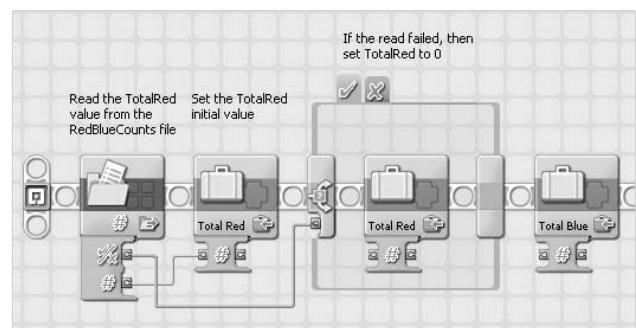 If the read failed, then
set TotalRed to 0
Read the TotalRed
value from the
RedBlueCounts file
Set the TotalRed
initial value
Total Red
Total Red
Total Blue